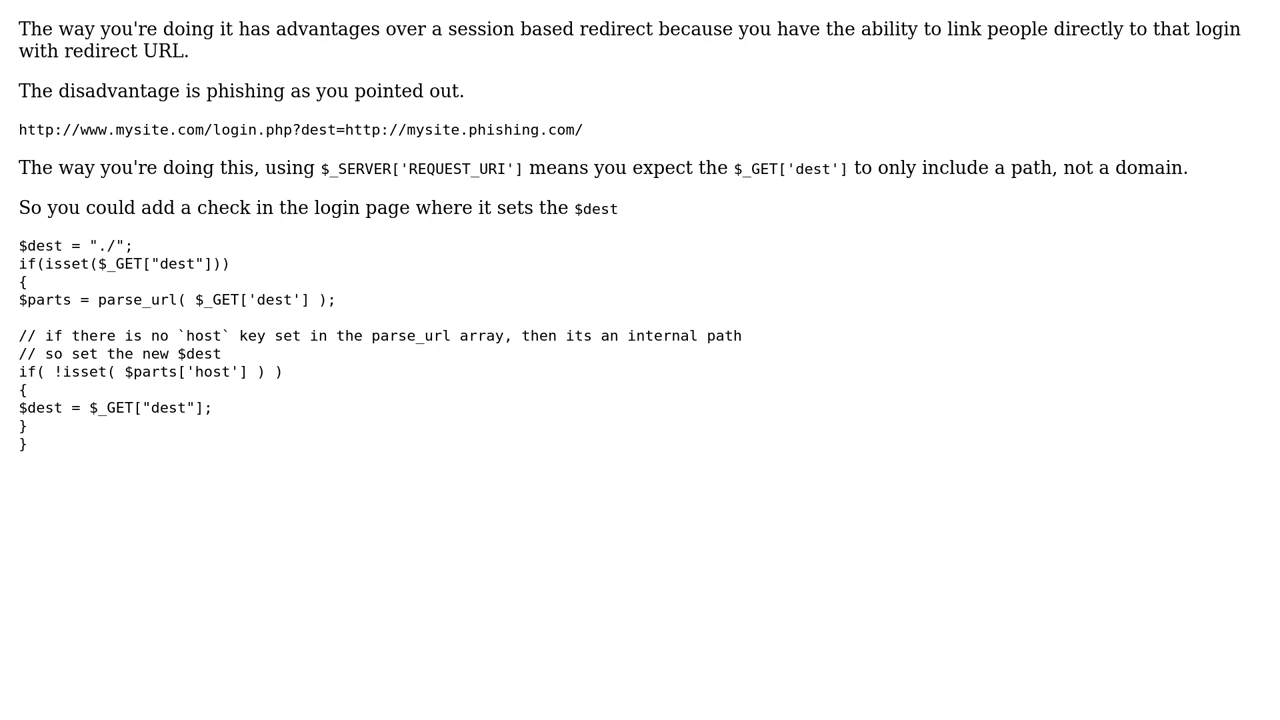 The way you're doing it has advantages over a session based redirect because you have the ability to link people directly to that login
with redirect URL.
The disadvantage is phishing as you pointed out.
http://www.mysite.com/login.php?dest=http://mysite.phishing.com/
The way you're doing this, using $_SERVER['REQUEST_URI'] means you expect the $_GET['dest'] to only include a path, not a domain.
So you could add a check in the login page where it sets the $dest
$dest = "./";
if(isset($_GET["dest"]))
{
$parts = parse_url( $_GET['dest'] );
// if there is no `host` key set in the parse_url array, then its an internal path
// so set the new $dest
if( !isset( $parts['host'] ) )
{
$dest = $_GET["dest"];
}
}